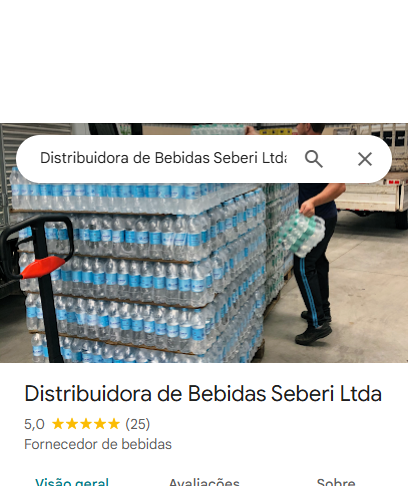 Distribuidora de Bebidas Seberi Ltda
Distribuidora de Bebidas Seberi Ltda
5,0 (25)
Fornecedor de bebidas
Visão geral Avaliações Sobre